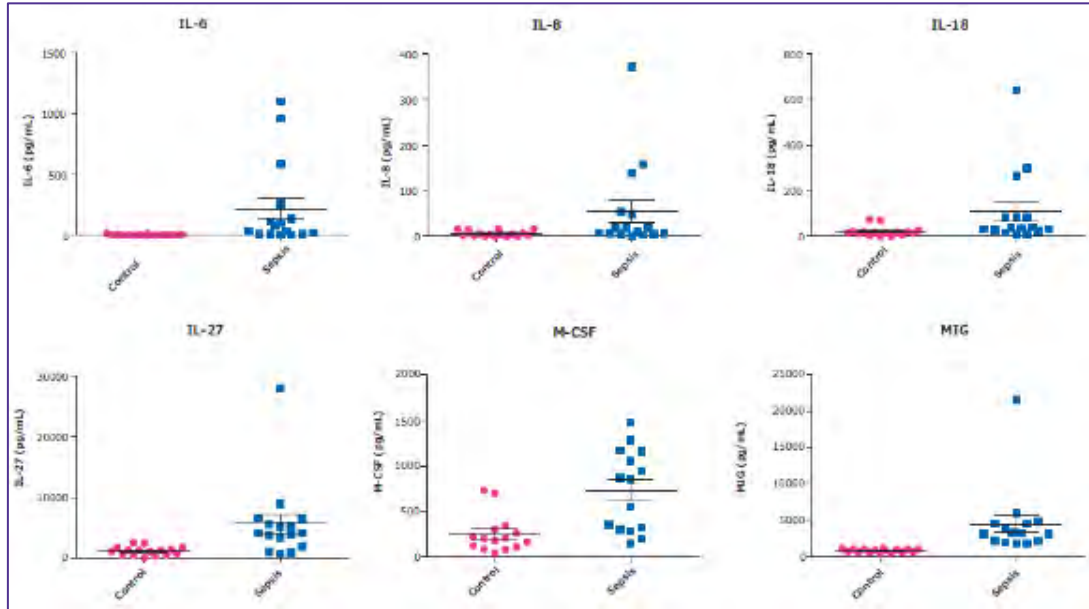 IL-6
IL-8
IL-18
1500
1000
500
0
IL-6 (pg/mL)
Control
Sepsis
400
300
200
100
0
IL-8 (pg/mL)
Control
Sepsis
800
600
400
200
0
IL-18 (pg/mL)
Control
Sepsis
IL-27
M-CSF
MIG
30000
20000
10000
0
IL-27 (pg/mL)
Control
Sepsis
2000
1500
1000
500
0
M-CSF (pg/mL)
Control
Sepsis
25000
20000
15000
10000
5000
0
MIG (pg/mL)
Control
Sepsis